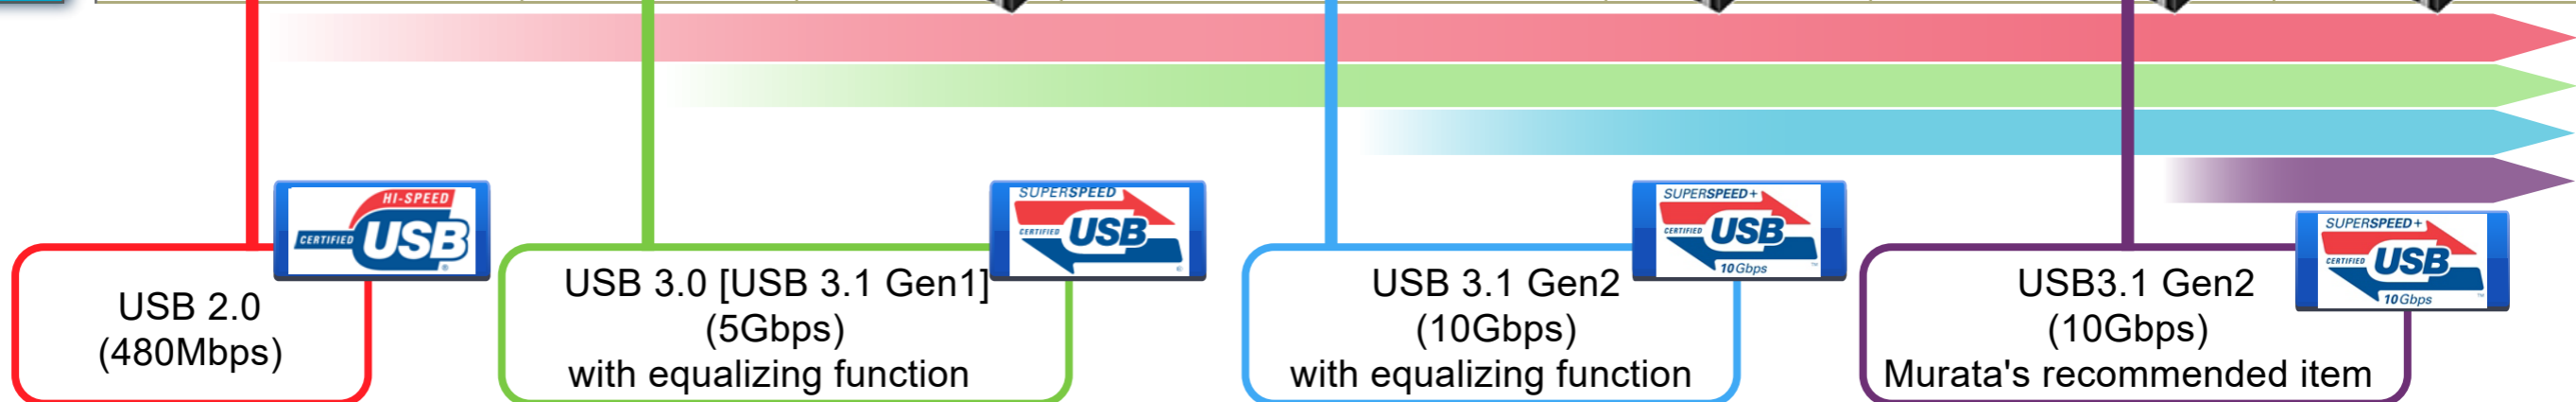 HI-SPEED
CERTIFIED USB
®
USB 2.0
(480Mbps)
SUPERSPEED
CERTIFIED USB
®
USB 3.0 [USB 3.1 Gen1]
(5Gbps)
with equalizing function
SUPERSPEED+
CERTIFIED USB
10Gbps
™
USB 3.1 Gen2
(10Gbps)
with equalizing function
SUPERSPEED+
CERTIFIED USB
10Gbps
™
USB3.1 Gen2
(10Gbps)
Murata's recommended item